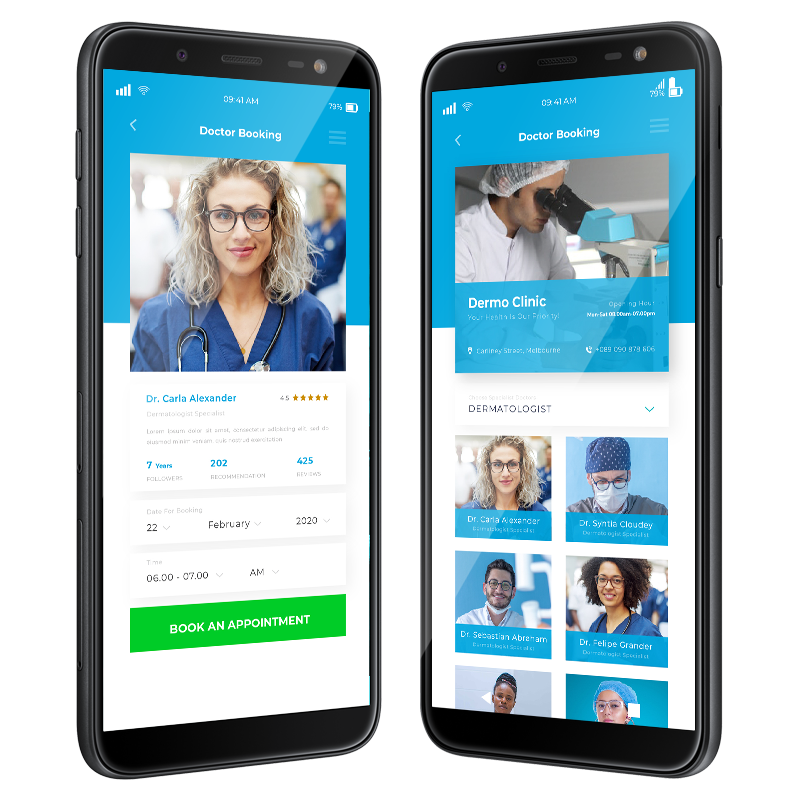 09:41 AM
79%
Doctor Booking
Dr. Carla Alexander
4.5
Dermatologist Specialist
Lorem ipsum dolor sit amet, consectetur adipiscing elit, sed do
eiusmod minim veniam, quis nostrud exercitation
7 Years
202
425
FOLLOWERS
RECOMMENDATION
REVIEWS
Date For Booking
22
February
2020
Time
06.00 - 07.00
AM
BOOK AN APPOINTMENT
09:41 AM
79%
Doctor Booking
Dermo Clinic
Your Health Is Our Priority!
Opening Hour
Mon-Sat 08.00am-07.00pm
Street, Melbourne
+089 090 878 606
DERMATOLOGIST
Dr. Carla Alexander
Dermatologist Specialist
Dr. Syntia Cloudey
Dermatologist Specialist
Dr. Sebastian Abraham
Dermatologist Specialist
Dr. Felipe Grander
Dermatologist Specialist